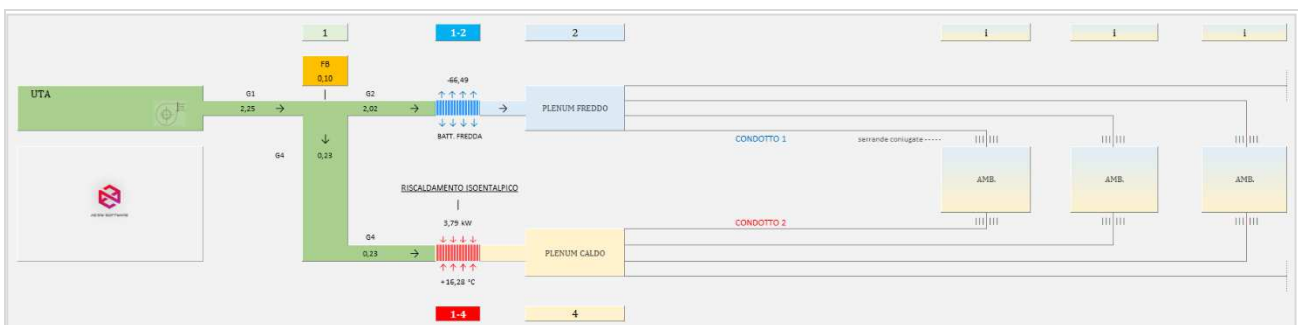 1 1-2 2 i i i
FB
0,10
-66,49
UTA G1 G2
↑ ↑ ↑ ↑
2,25 → 2,02 → → PLENUM FREDDO
↓ ↓ ↓ ↓
BATT. FREDDA
↓
G4 0,23
CONDOTTO 1 serrande coniugate -----
AMB. AMB. AMB.
RISCALDAMENTO ISOENTALPICO
3,79 kW
CONDOTTO 2
G4
↓ ↓ ↓ ↓
0,23 → PLENUM CALDO
↑ ↑ ↑ ↑
+16,28 °C
1-4 4